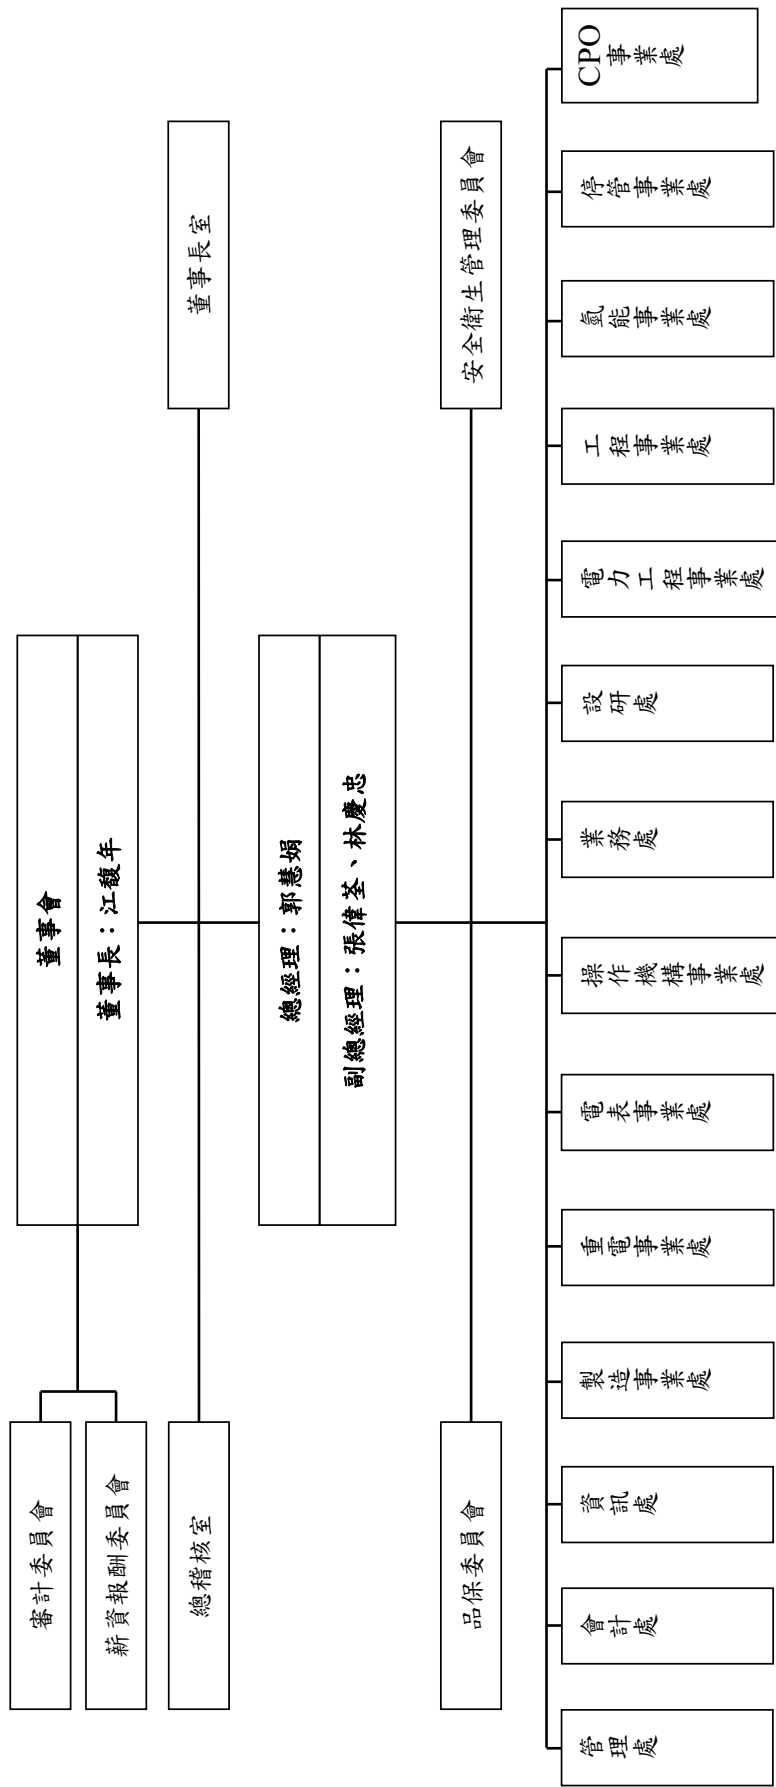 董事會
董事長：江馥年
審計委員會
薪資報酬委員會
總稽核室
董事長室
總經理：郭慧娟
副總經理：張偉荃、林慶忠
品保委員會
安全衛生管理委員會
管理處
會計處
資訊處
製造事業處
重電事業處
電表事業處
操作機構事業處
業務處
設研處
電力工程事業處
工程事業處
氫能事業處
停管事業處
CPO
事業處